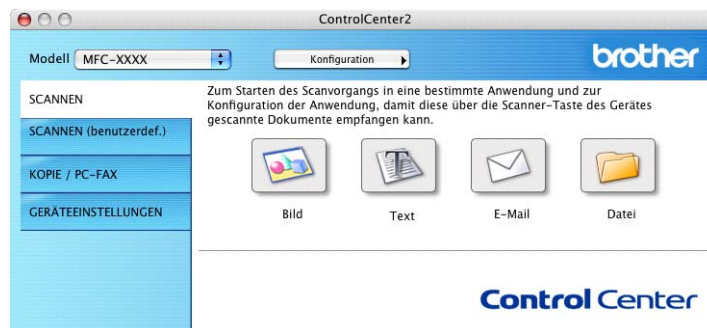 ControlCenter2
Modell MFC-XXXX Konfiguration brother
SCANNEN
SCANNEN (benutzerdef.)
KOPIE / PC-FAX
GERÄTEEINSTELLUNGEN
Zum Starten des Scanvorgangs in eine bestimmte Anwendung und zur
Konfiguration der Anwendung, damit diese über die Scanner-Taste des Gerätes
gescannte Dokumente empfangen kann.
Bild Text E-Mail Datei
Control Center